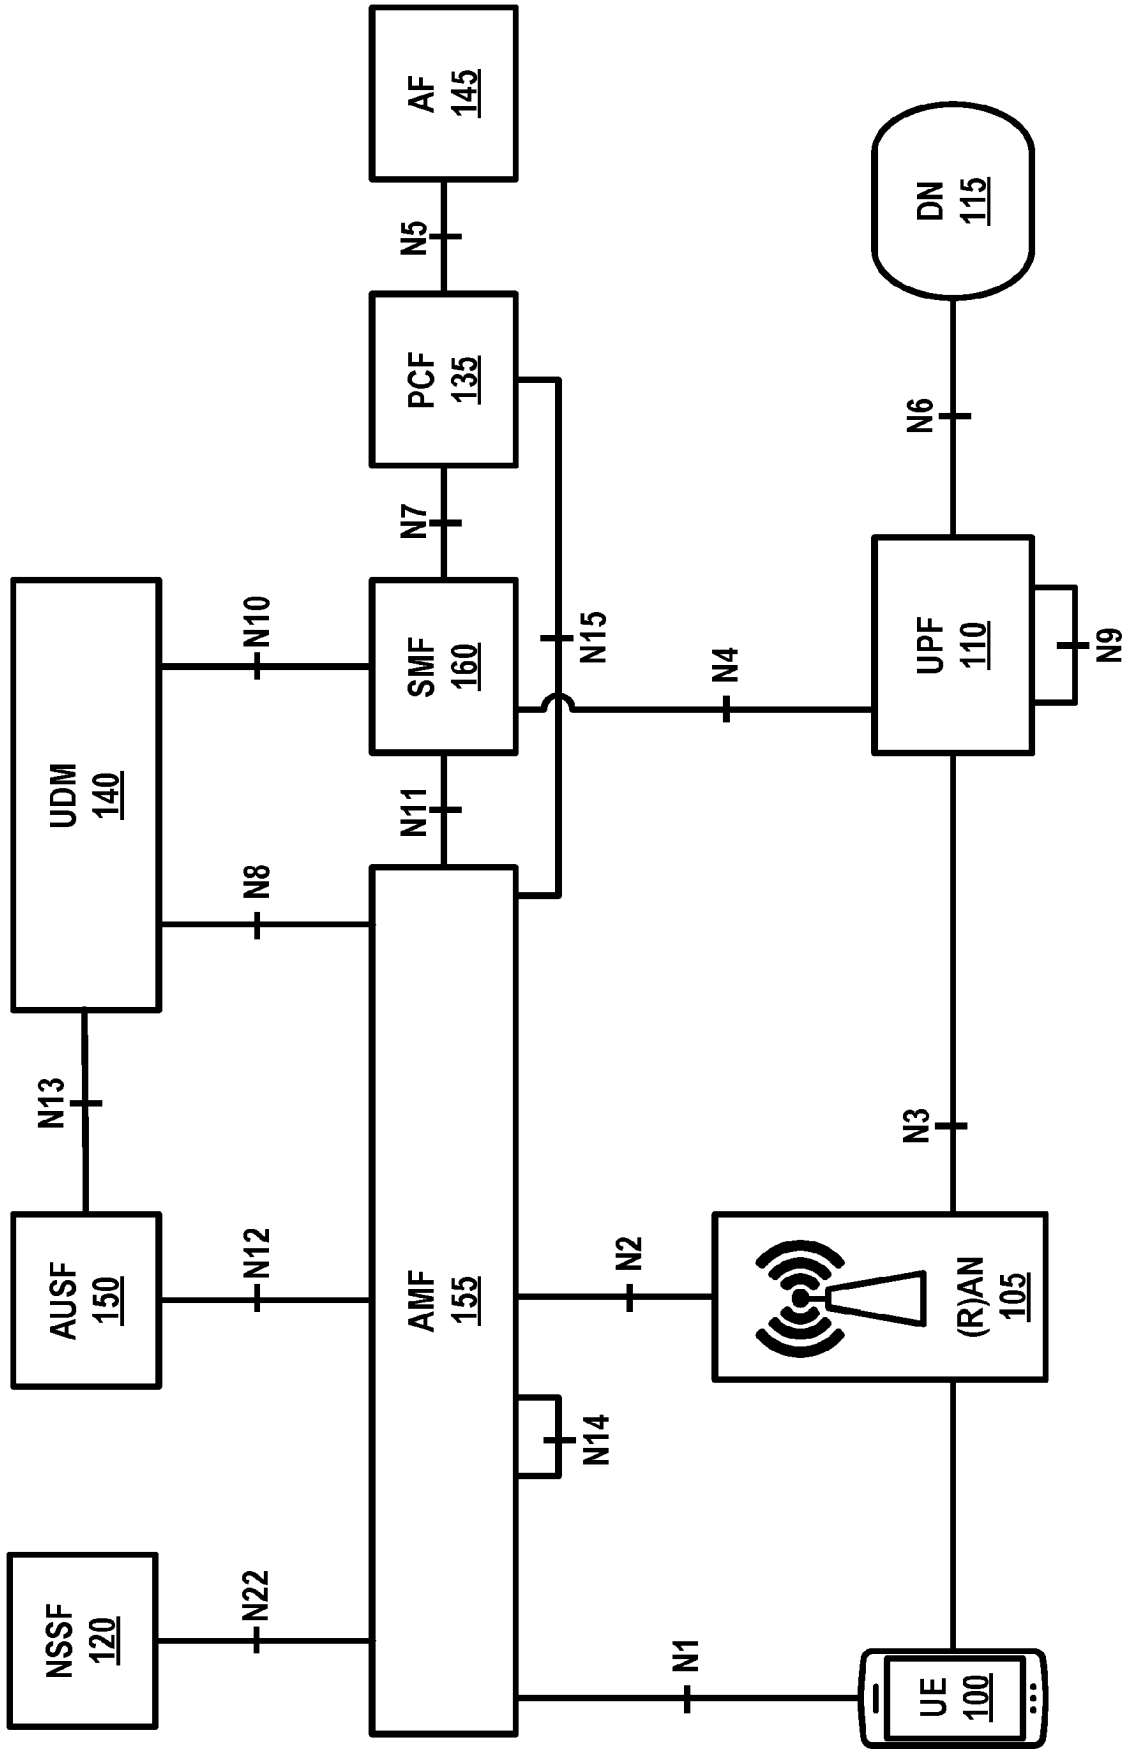 NSSF
120
N22
AUSF
150
N12
N13
UDM
140
N8
N10
AMF
155
N14
N11
SMF
160
N7
PCF
135
N5
AF
145
N15
N1
N2
N4
UE
100
(R)AN
105
N3
UPF
110
N9
N6
DN
115